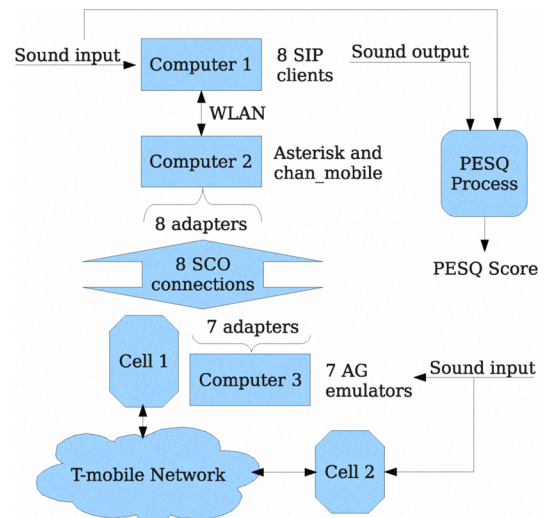 Sound input
Computer 1
8 SIP
clients
Sound output
WLAN
Computer 2
Asterisk and
chan_mobile
PESQ
Process
8 adapters
8 SCO
connections
PESQ Score
7 adapters
Cell 1
Computer 3
7 AG
emulators
Sound input
T-mobile Network
Cell 2